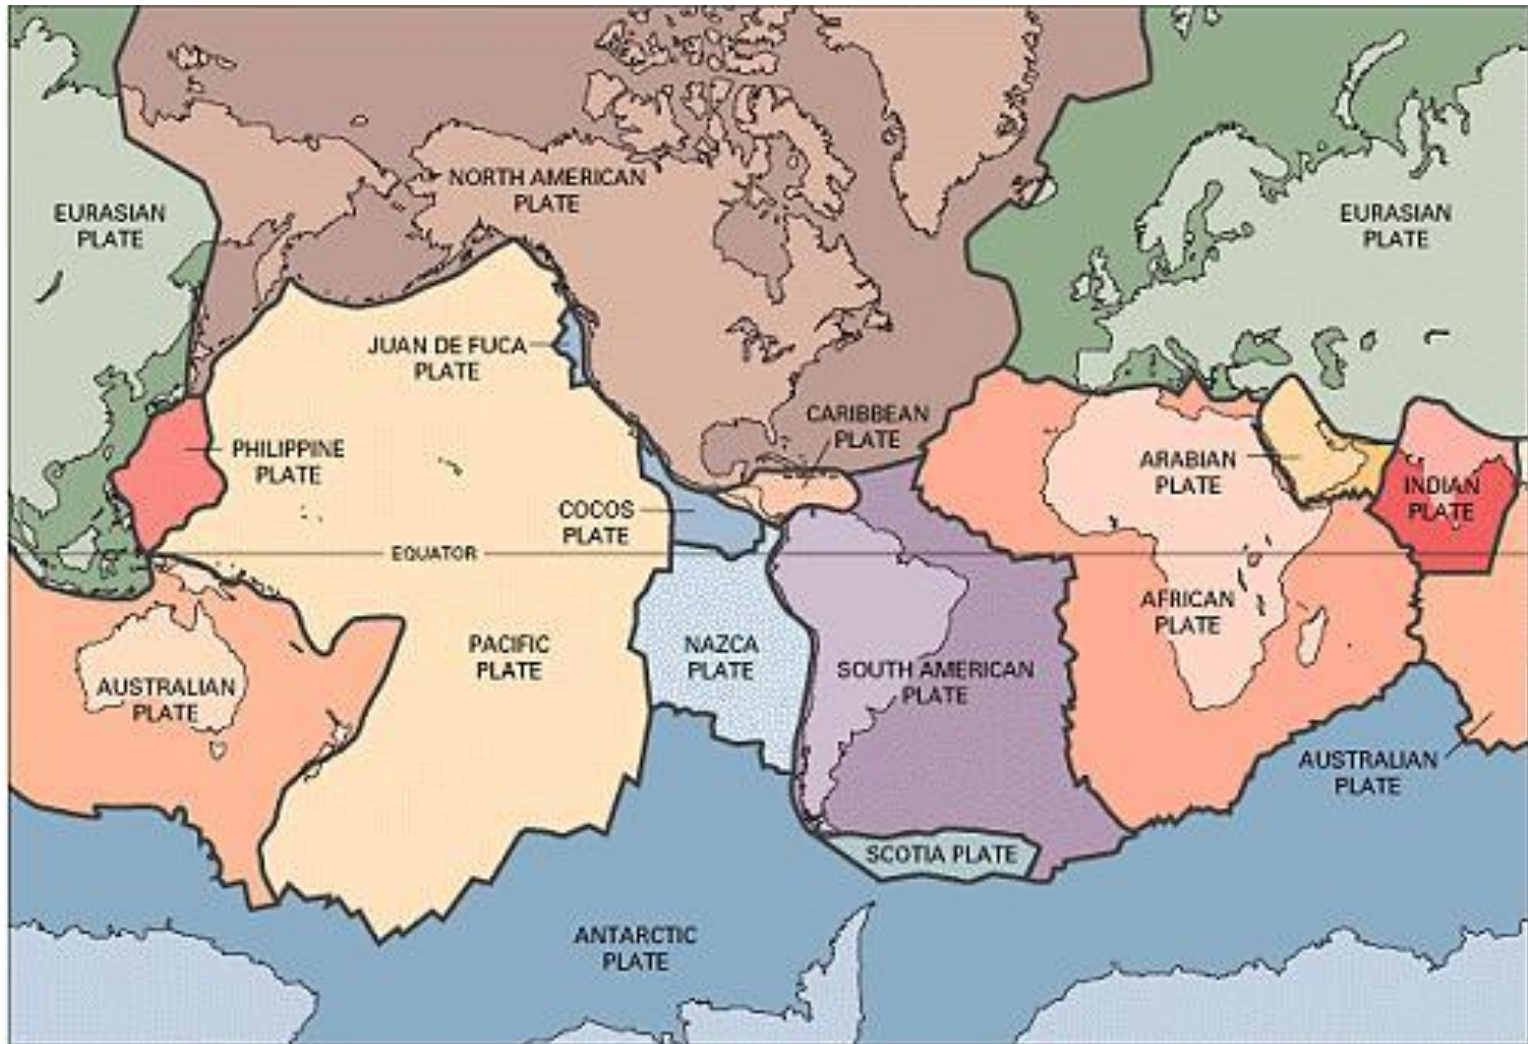 NORTH AMERICAN
PLATE
EURASIAN
PLATE
EURASIAN
PLATE
JUAN DE FUCA
PLATE
CARIBBEAN
PLATE
PHILIPPINE
PLATE
ARABIAN
PLATE
INDIAN
PLATE
COCOS
PLATE
EQUATOR
AFRICAN
PLATE
PACIFIC
PLATE
NAZCA
PLATE
SOUTH AMERICAN
PLATE
AUSTRALIAN
PLATE
AUSTRALIAN
PLATE
SCOTIA PLATE
ANTARCTIC
PLATE